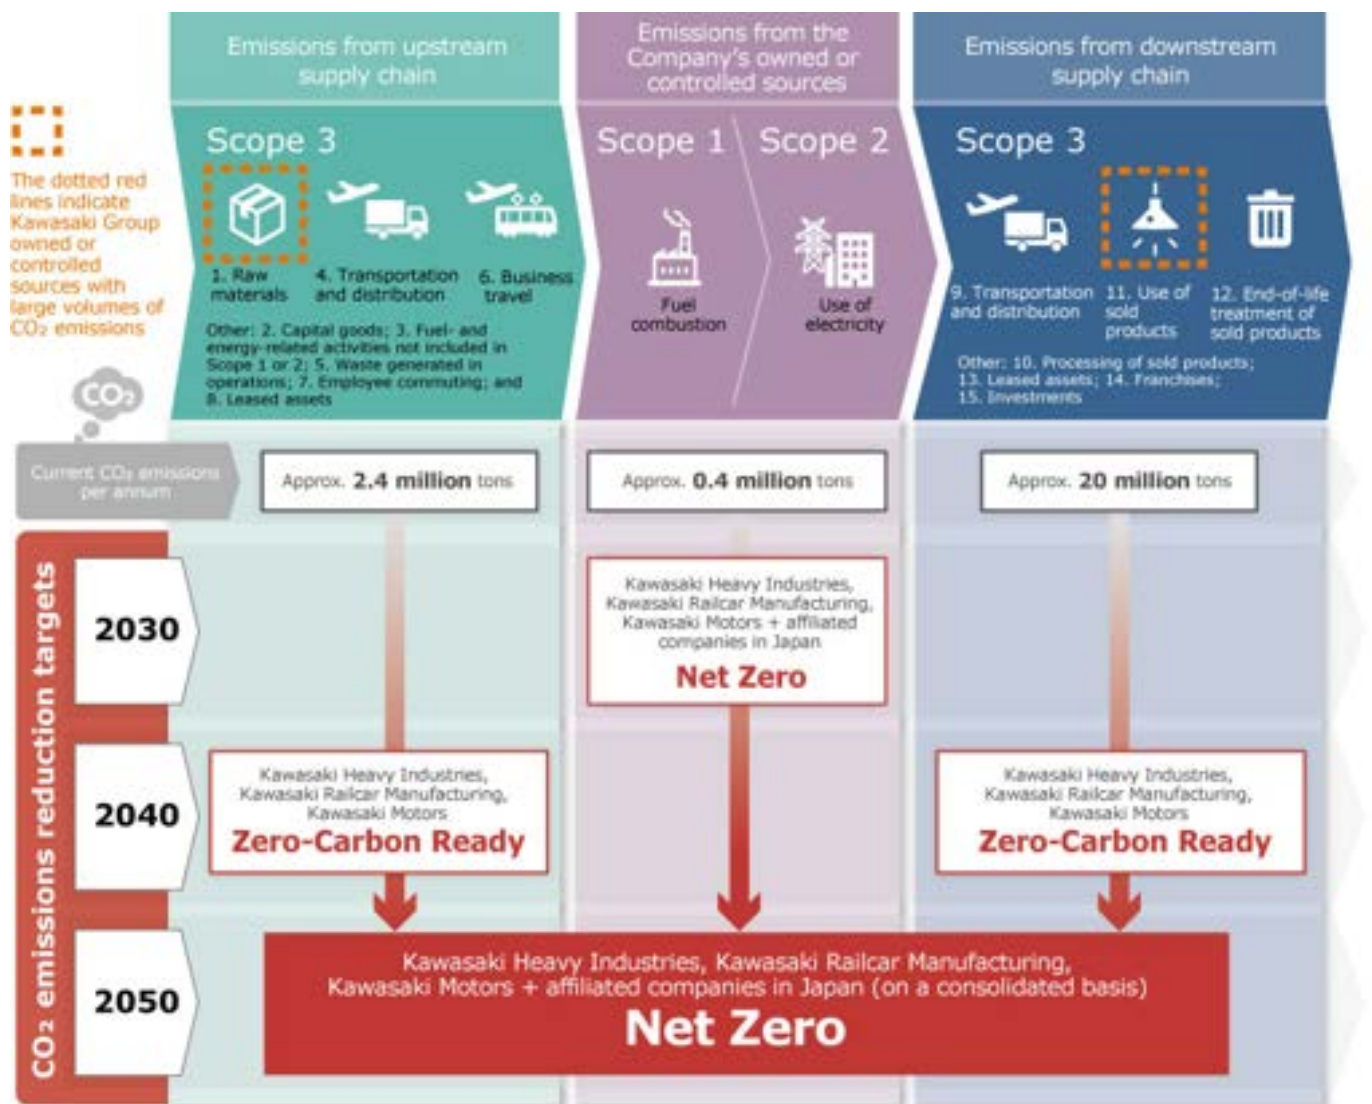 Emissions from upstream
supply chain
Emissions from the
Company's owned or
controlled sources
Emissions from downstream
supply chain
The dotted red
lines indicate
Kawasaki Group
owned or
controlled
sources with
large volumes of
CO₂ emissions
Scope 3
1. Raw
materials
4. Transportation
and distribution
6. Business
travel
Other: 2. Capital goods; 3. Fuel- and
energy-related activities not included in
Scope 1 or 2; 5. Waste generated in
operations; 7. Employee commuting; and
8. Leased assets
Scope 1
Fuel
combustion
Scope 2
Use of
electricity
Scope 3
9. Transportation
and distribution
11. Use of
sold
products
12. End-of-life
treatment of
sold products
Other: 10. Processing of sold products;
13. Leased assets; 14. Franchises;
15. Investments
CO₂
Current CO₂ emissions
per annum
Approx. 2.4 million tons
Approx. 0.4 million tons
Approx. 20 million tons
CO₂ emissions reduction targets
2030
Kawasaki Heavy Industries,
Kawasaki Railcar Manufacturing,
Kawasaki Motors + affiliated
companies in Japan
Net Zero
2040
Kawasaki Heavy Industries,
Kawasaki Railcar Manufacturing,
Kawasaki Motors
Zero-Carbon Ready
Kawasaki Heavy Industries,
Kawasaki Railcar Manufacturing,
Kawasaki Motors
Zero-Carbon Ready
2050
Kawasaki Heavy Industries, Kawasaki Railcar Manufacturing,
Kawasaki Motors + affiliated companies in Japan (on a consolidated basis)
Net Zero